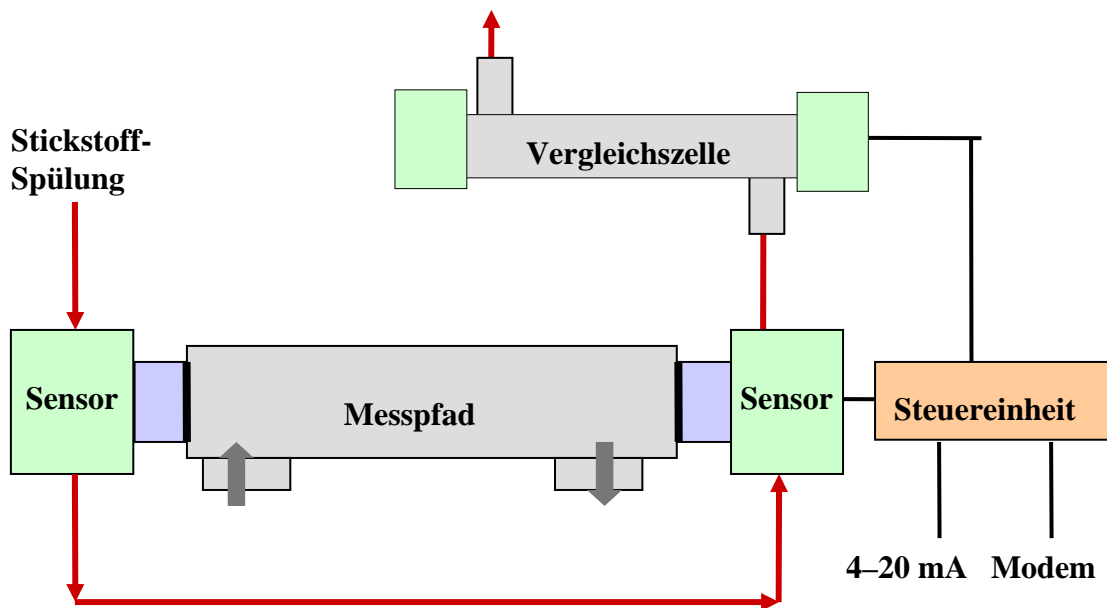 Stickstoff-
Spülung
Vergleichszelle
Sensor
Messpfad
Sensor
Steuereinheit
4–20 mA
Modem